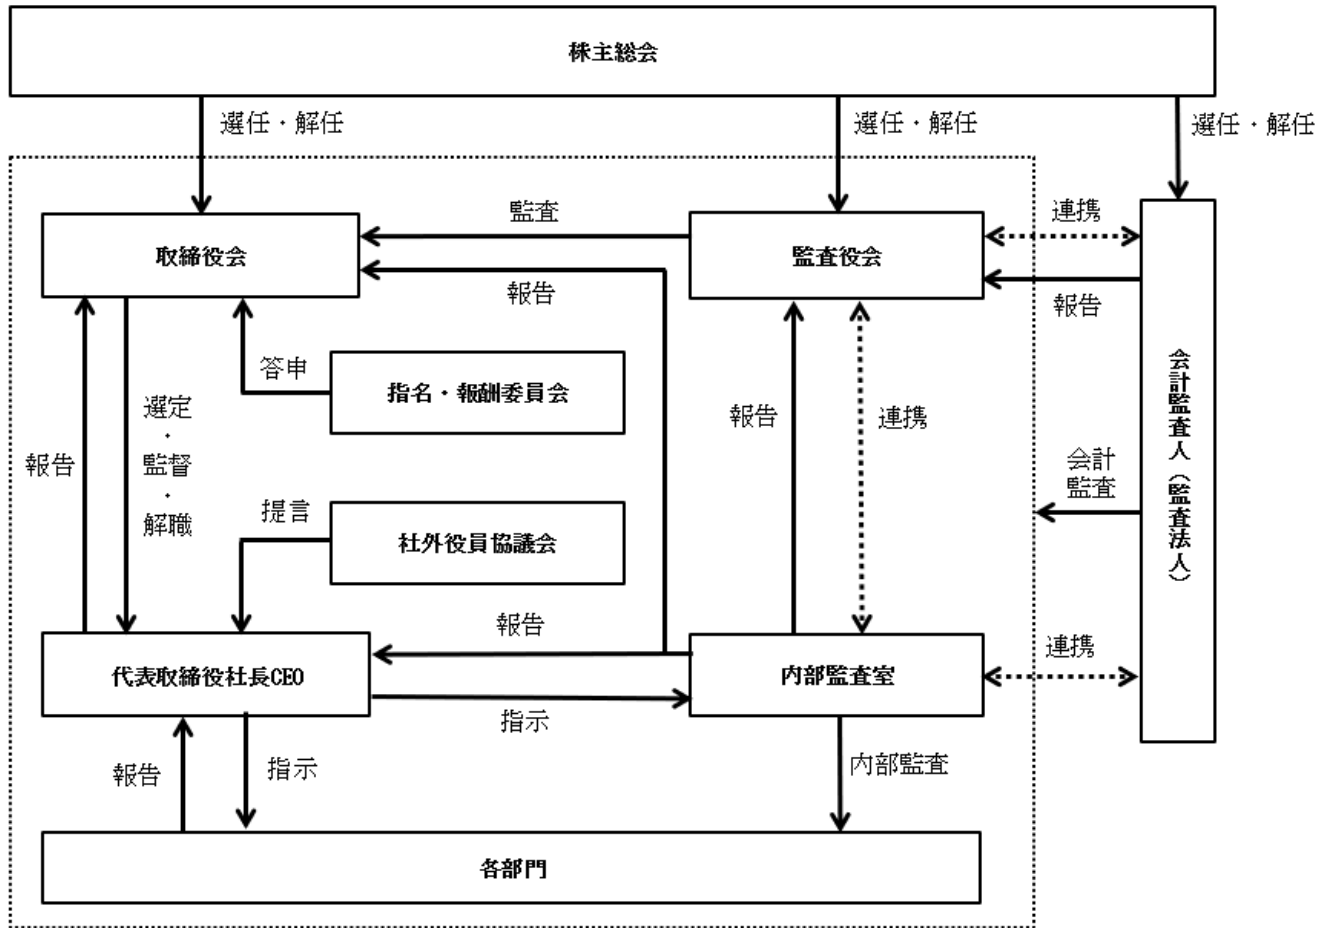 株主総会
選任・解任
選任・解任
選任・解任
取締役会
監査
監査役会
連携
報告
報告
答申
指名・報酬委員会
報告
選定
・
監督
・
解職
報告
連携
会計
監査
会計監査人（監査法人）
提言
社外役員協議会
代表取締役社長CEO
報告
指示
内部監査室
連携
報告
指示
内部監査
各部門